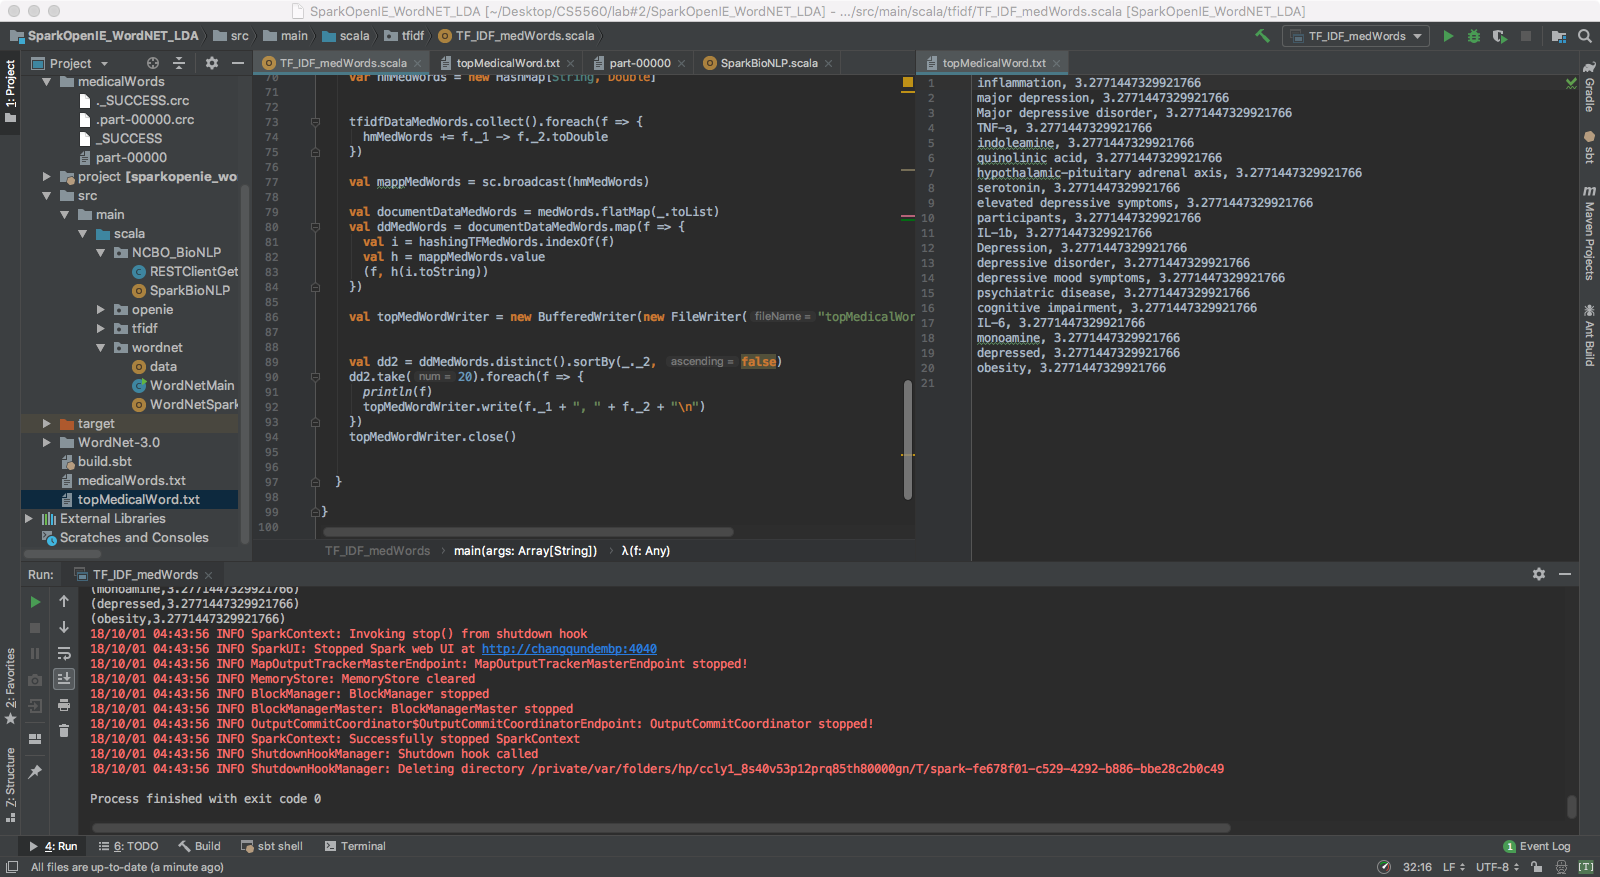 SparkOpenIE_WordNET_LDA [~/Desktop/CS5560/lab#2/SparkOpenIE_WordNET_LDA] - .../src/main/scala/tfidf/TF_IDF_medWords.scala [SparkOpenIE_WordNET_LDA]
SparkOpenIE_WordNET_LDA src main scala tfidf TF_IDF_medWords.scala TF_IDF_medWords
1: Project
Project
medicalWords
._SUCCESS.crc
.part-00000.crc
_SUCCESS
part-00000
project [sparkopenie_wo
src
main
scala
NCBO_BioNLP
RESTClientGet
SparkBioNLP
openie
tfidf
wordnet
data
WordNetMain
WordNetSpark
target
WordNet-3.0
build.sbt
medicalWords.txt
topMedicalWord.txt
External Libraries
Scratches and Consoles
TF_IDF_medWords.scala topMedicalWord.txt part-00000 SparkBioNLP.scala
70 var hmMedWords = new HashMap[String, Double]
71
72
73 tfidfDataMedWords.collect().foreach(f => {
74 hmMedWords += f._1 -> f._2.toDouble
75 })
76
77 val mappMedWords = sc.broadcast(hmMedWords)
78
79 val documentDataMedWords = medWords.flatMap(_.toList)
80 val ddMedWords = documentDataMedWords.map(f => {
81 val i = hashingTFMedWords.indexOf(f)
82 val h = mappMedWords.value
83 (f, h(i.toString))
84 })
85
86 val topMedWordWriter = new BufferedWriter(new FileWriter( fileName = "topMedicalWor
87
88
89 val dd2 = ddMedWords.distinct().sortBy(_._2, ascending = false)
90 dd2.take( num = 20).foreach(f => {
91 println(f)
92 topMedWordWriter.write(f._1 + ", " + f._2 + "\n")
93 })
94 topMedWordWriter.close()
95
96
97 }
98
99 }
100
TF_IDF_medWords › main(args: Array[String]) › λ(f: Any)
topMedicalWord.txt
1 inflammation, 3.2771447329921766
2 major depression, 3.2771447329921766
3 Major depressive disorder, 3.2771447329921766
4 TNF-a, 3.2771447329921766
5 indoleamine, 3.2771447329921766
6 quinolinic acid, 3.2771447329921766
7 hypothalamic-pituitary adrenal axis, 3.2771447329921766
8 serotonin, 3.2771447329921766
9 elevated depressive symptoms, 3.2771447329921766
10 participants, 3.2771447329921766
11 IL-1b, 3.2771447329921766
12 Depression, 3.2771447329921766
13 depressive disorder, 3.2771447329921766
14 depressive mood symptoms, 3.2771447329921766
15 psychiatric disease, 3.2771447329921766
16 cognitive impairment, 3.2771447329921766
17 IL-6, 3.2771447329921766
18 monoamine, 3.2771447329921766
19 depressed, 3.2771447329921766
20 obesity, 3.2771447329921766
21
Gradle
sbt
m
Maven Projects
Ant Build
Run: TF_IDF_medWords
(monoamine,3.2771447329921766)
(depressed,3.2771447329921766)
(obesity,3.2771447329921766)
18/10/01 04:43:56 INFO SparkContext: Invoking stop() from shutdown hook
18/10/01 04:43:56 INFO SparkUI: Stopped Spark web UI at http://changgundembp:4040
18/10/01 04:43:56 INFO MapOutputTrackerMasterEndpoint: MapOutputTrackerMasterEndpoint stopped!
18/10/01 04:43:56 INFO MemoryStore: MemoryStore cleared
18/10/01 04:43:56 INFO BlockManager: BlockManager stopped
18/10/01 04:43:56 INFO BlockManagerMaster: BlockManagerMaster stopped
18/10/01 04:43:56 INFO OutputCommitCoordinator$OutputCommitCoordinatorEndpoint: OutputCommitCoordinator stopped!
18/10/01 04:43:56 INFO SparkContext: Successfully stopped SparkContext
18/10/01 04:43:56 INFO ShutdownHookManager: Shutdown hook called
18/10/01 04:43:56 INFO ShutdownHookManager: Deleting directory /private/var/folders/hp/ccly1_8s40v53p12prq85th80000gn/T/spark-fe678f01-c529-4292-b886-bbe28c2b0c49
Process finished with exit code 0
2: Favorites
Z: Structure
4: Run 6: TODO Build sbt shell Terminal 1 Event Log
All files are up-to-date (a minute ago) 32:16 LF UTF-8 [T]